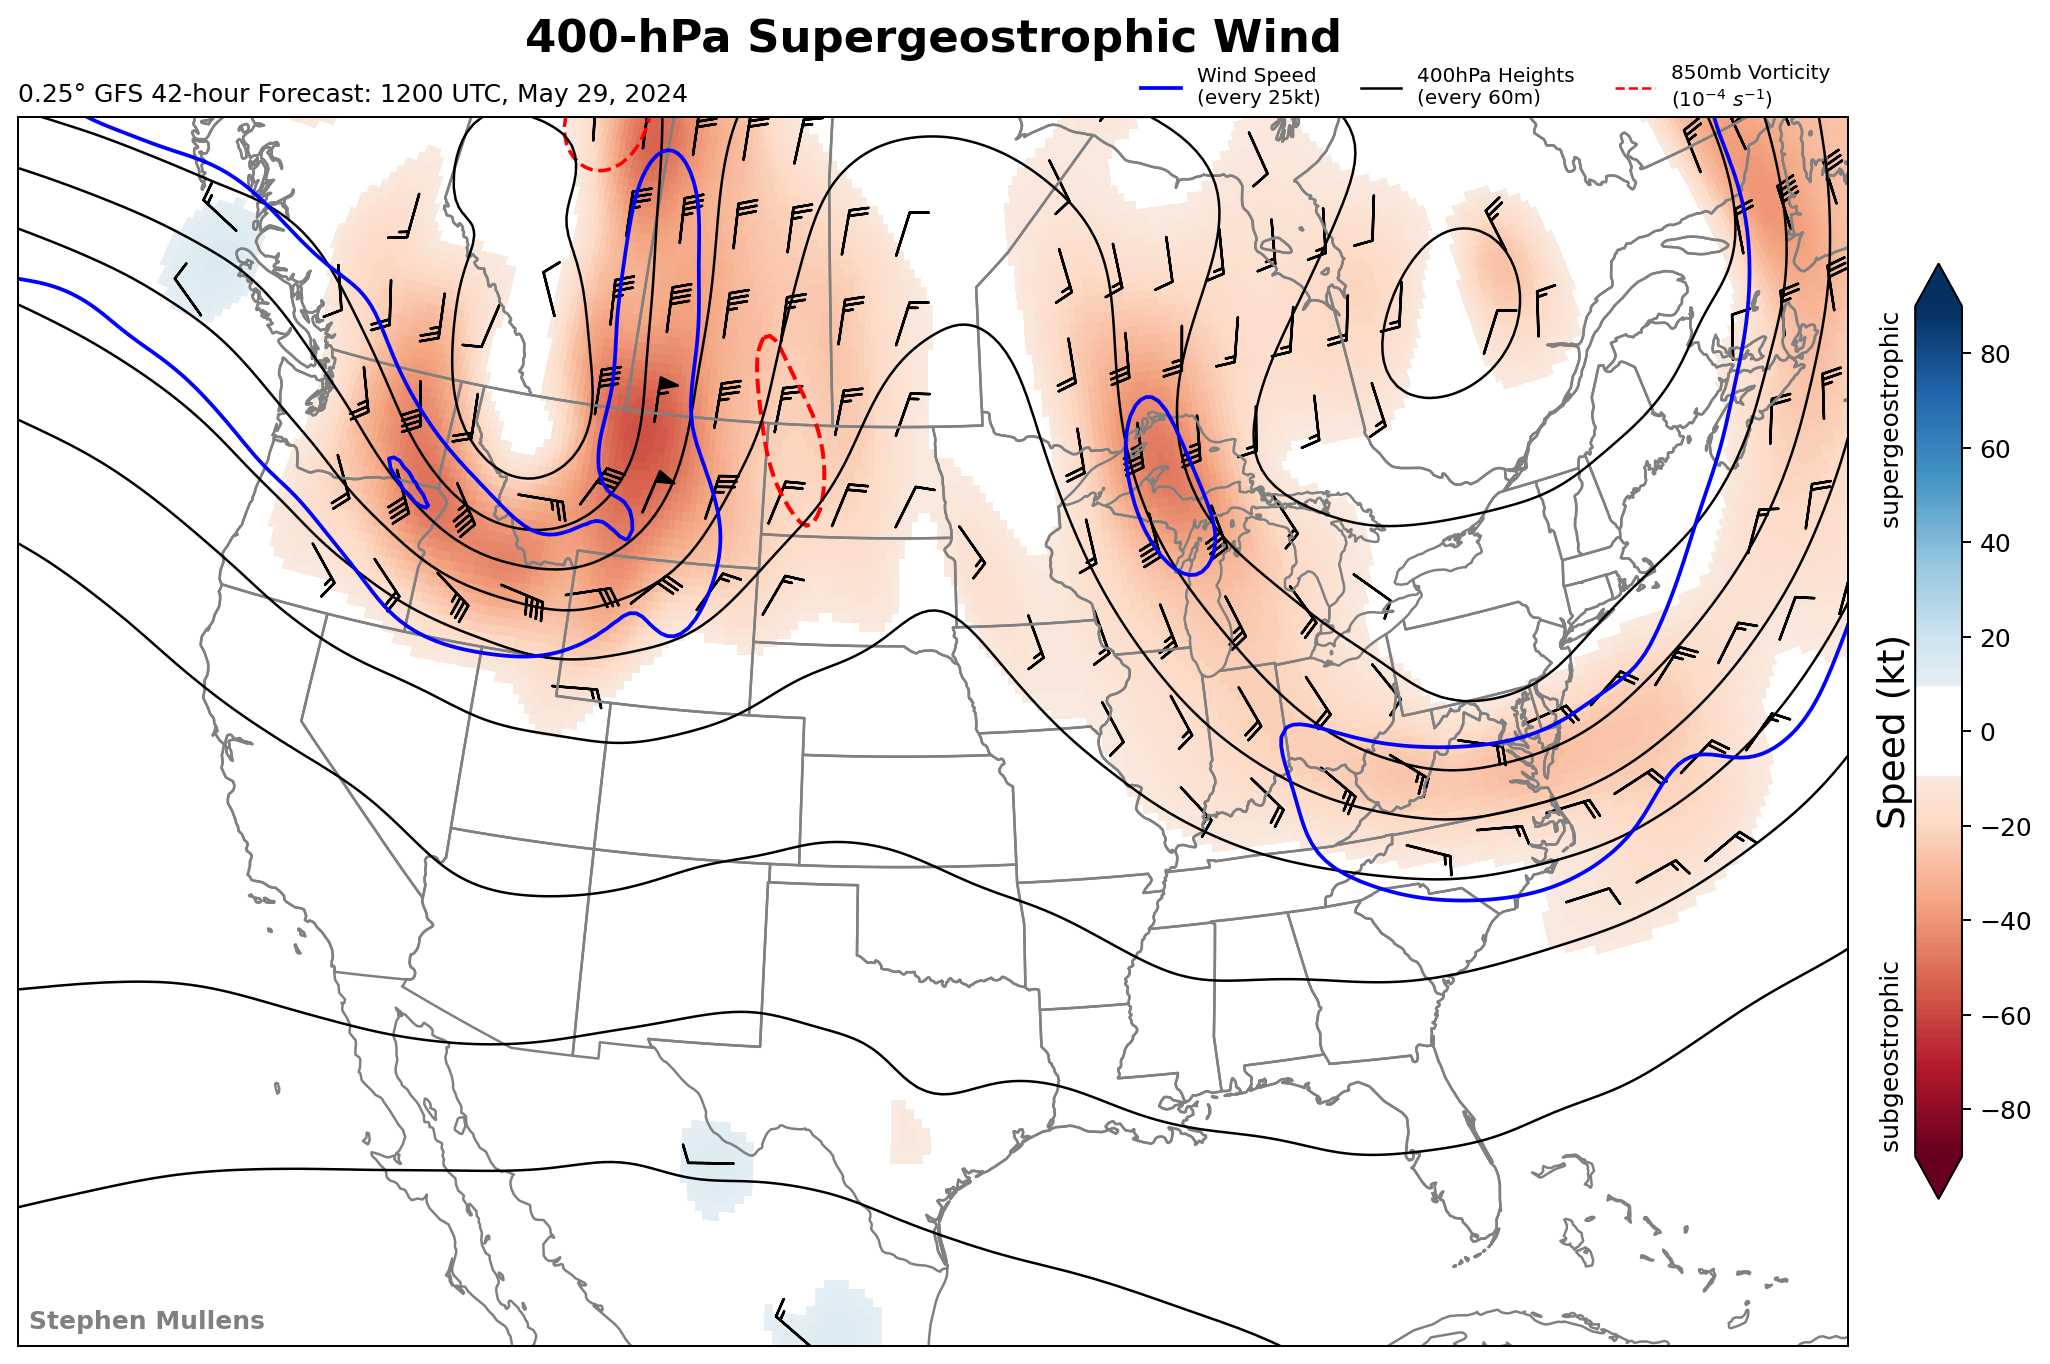 400-hPa Supergeostrophic Wind
0.25° GFS 42-hour Forecast: 1200 UTC, May 29, 2024
Wind Speed
(every 25kt)
400hPa Heights
(every 60m)
850mb Vorticity
(10⁻⁴ s⁻¹)
supergeostrophic
Speed (kt)
subgeostrophic
80
60
40
20
0
−20
−40
−60
−80
Stephen Mullens